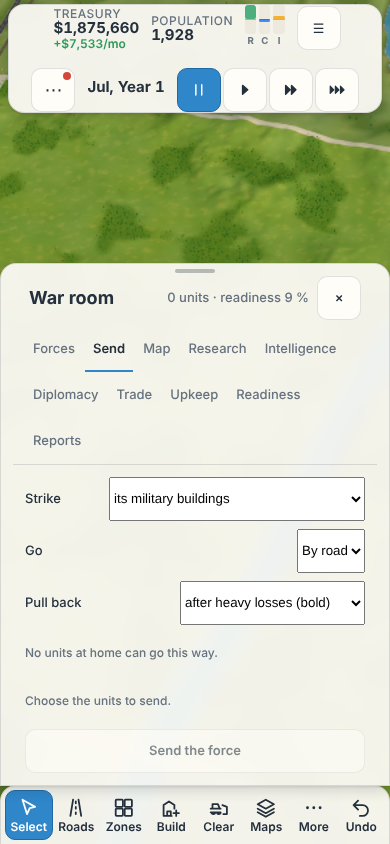 TREASURY
$1,875,660
+$7,533/mo
POPULATION
1,928
R C I
Jul, Year 1
War room
0 units · readiness 9 %
×
Forces Send Map Research Intelligence
Diplomacy Trade Upkeep Readiness
Reports
Strike its military buildings
Go By road
Pull back after heavy losses (bold)
No units at home can go this way.
Choose the units to send.
Send the force
Select Roads Zones Build Clear Maps More Undo